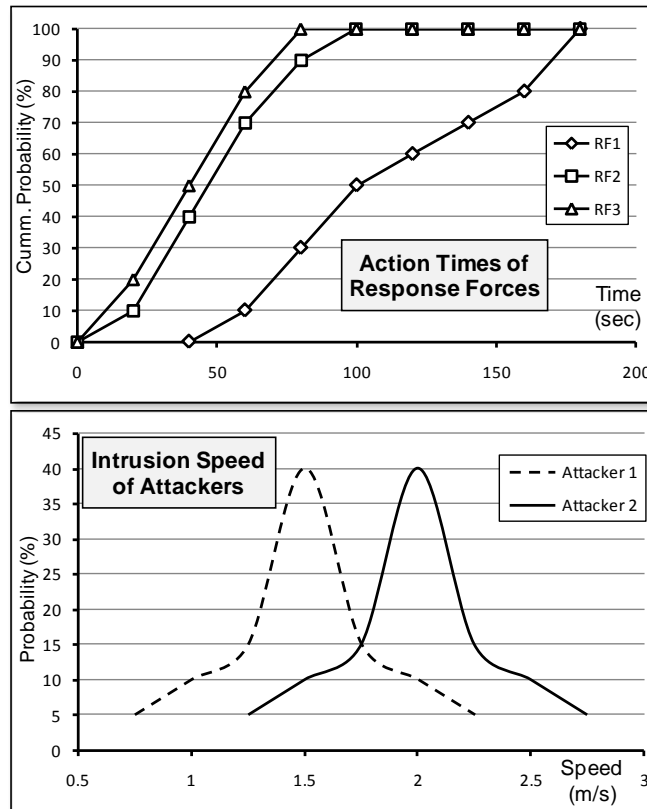 Cumm. Probability (%)
100
90
80
70
60
50
40
30
20
10
0
RF1
RF2
RF3
Action Times of
Response Forces
Time
(sec)
0
50
100
150
200
Intrusion Speed
of Attackers
Attacker 1
Attacker 2
Probability (%)
45
40
35
30
25
20
15
10
5
0
0.5
1
1.5
2
2.5
3
Speed
(m/s)